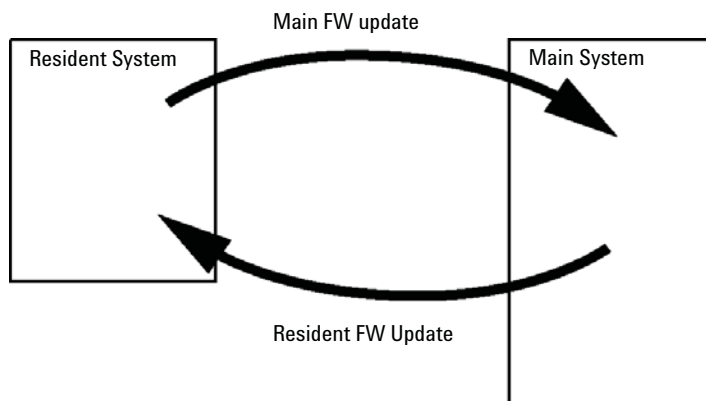 Main FW update
Resident System
Main System
Resident FW Update